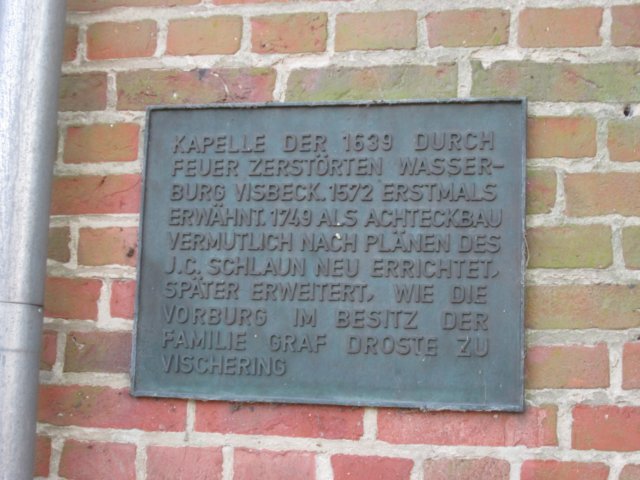 KAPELLE DER 1639 DURCH
FEUER ZERSTÖRTEN WASSER-
BURG VISBECK. 1572 ERSTMALS
ERWÄHNT. 1749 ALS ACHTECKBAU
VERMUTLICH NACH PLÄNEN DES
J.C. SCHLAUN NEU ERRICHTET,
SPÄTER ERWEITERT, WIE DIE
VORBURG IM BESITZ DER
FAMILIE GRAF DROSTE ZU
VISCHERING